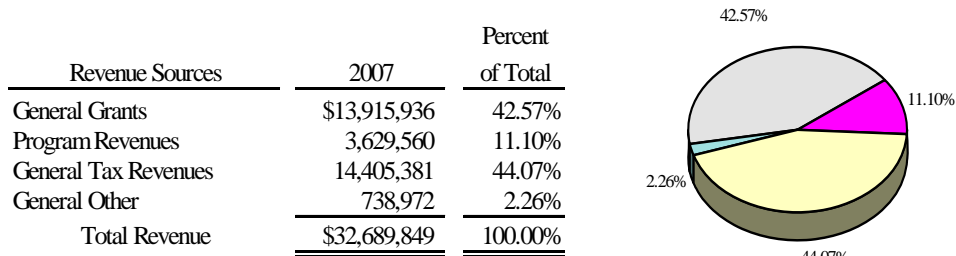 Percent
Revenue Sources 2007 of Total
General Grants $13,915,936 42.57%
Program Revenues 3,629,560 11.10%
General Tax Revenues 14,405,381 44.07%
General Other 738,972 2.26%
Total Revenue $32,689,849 100.00%
42.57%
11.10%
2.26%
44.07%